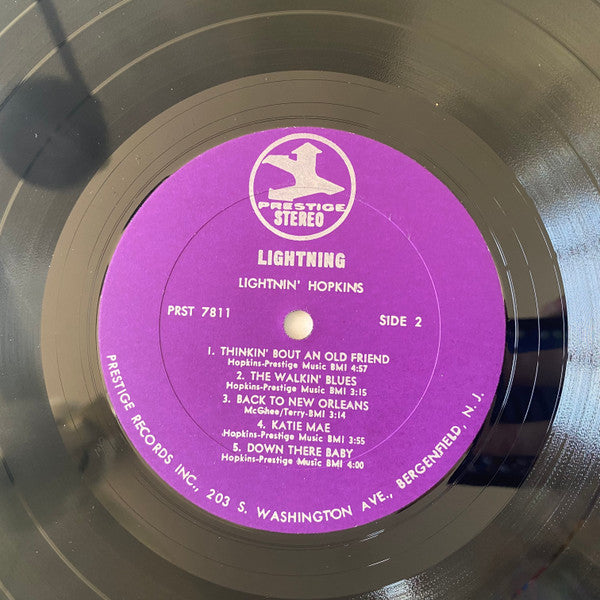 PRESTIGE
STEREO
LIGHTNING
LIGHTNIN' HOPKINS
PRST 7811 SIDE 2
1. THINKIN' BOUT AN OLD FRIEND
Hopkins-Prestige Music BMI 4:57
2. THE WALKIN' BLUES
Hopkins-Prestige Music BMI 3:15
3. BACK TO NEW ORLEANS
McGhee/Terry-BMI 3:14
4. KATIE MAE
Hopkins-Prestige Music BMI 3:55
5. DOWN THERE BABY
Hopkins-Prestige Music BMI 4:00
PRESTIGE RECORDS INC., 203 S. WASHINGTON AVE., BERGENFIELD, N. J.